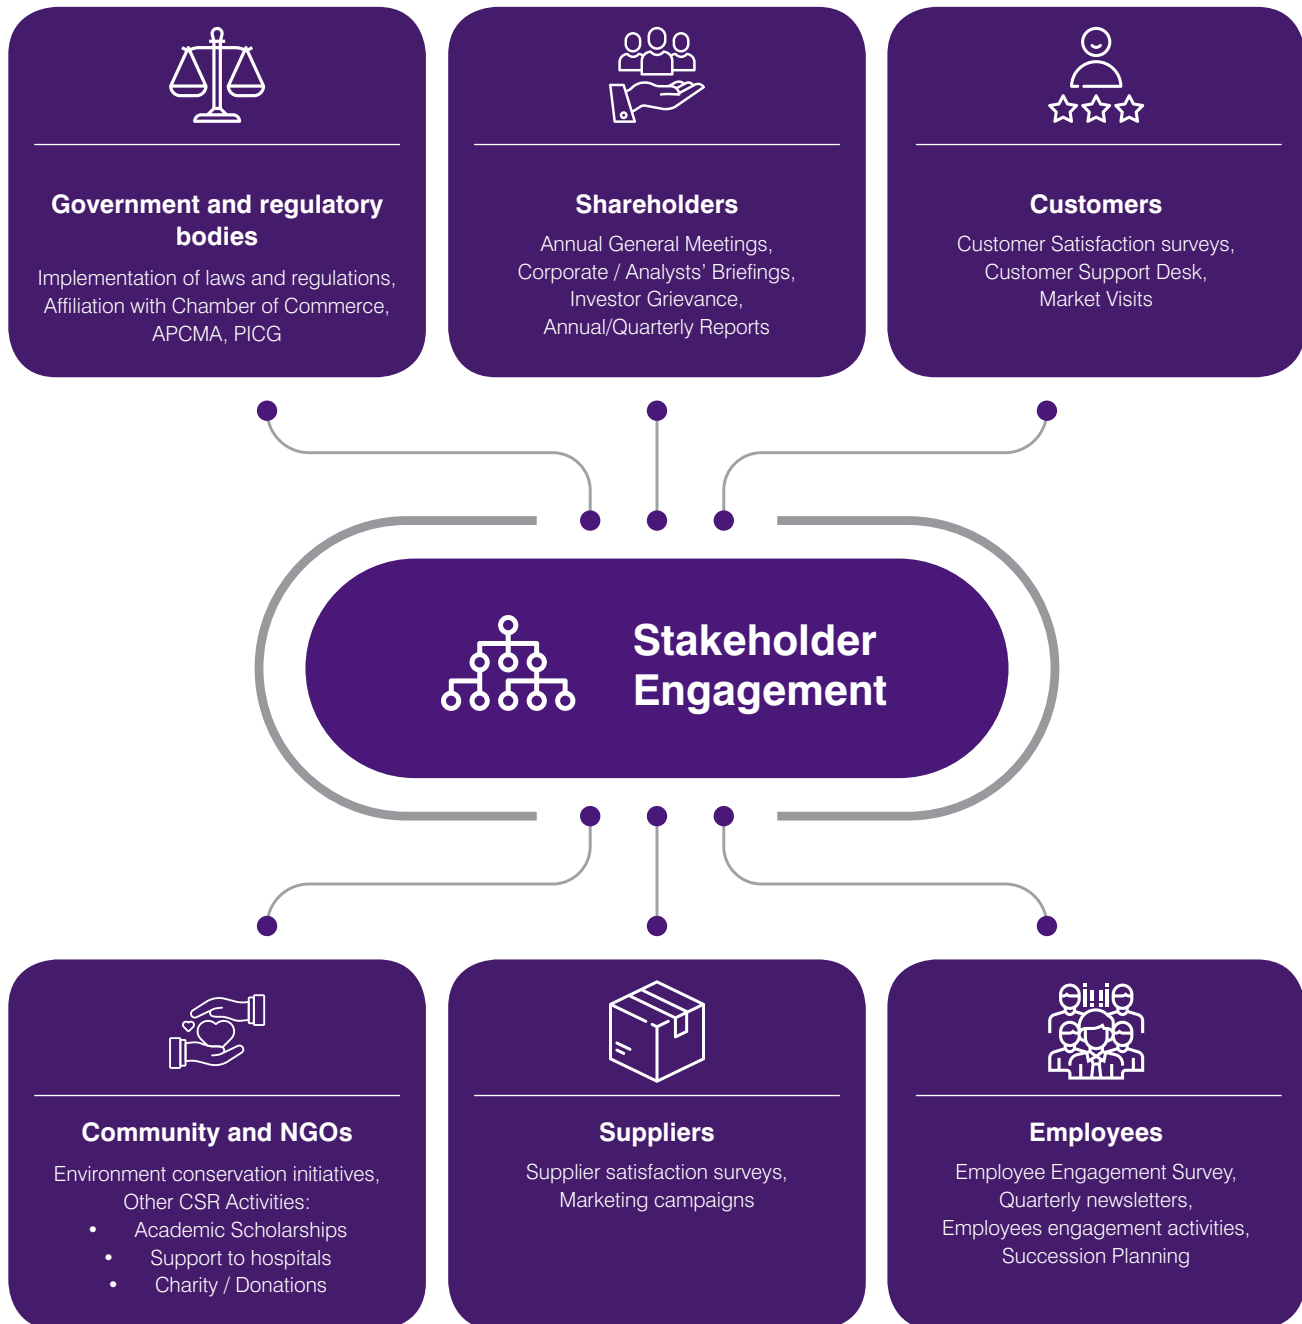 Government and regulatory
bodies
Implementation of laws and regulations,
Affiliation with Chamber of Commerce,
APCMA, PICG
Shareholders
Annual General Meetings,
Corporate / Analysts’ Briefings,
Investor Grievance,
Annual/Quarterly Reports
Customers
Customer Satisfaction surveys,
Customer Support Desk,
Market Visits
Stakeholder
Engagement
Community and NGOs
Environment conservation initiatives,
Other CSR Activities:
• Academic Scholarships
• Support to hospitals
• Charity / Donations
Suppliers
Supplier satisfaction surveys,
Marketing campaigns
Employees
Employee Engagement Survey,
Quarterly newsletters,
Employees engagement activities,
Succession Planning